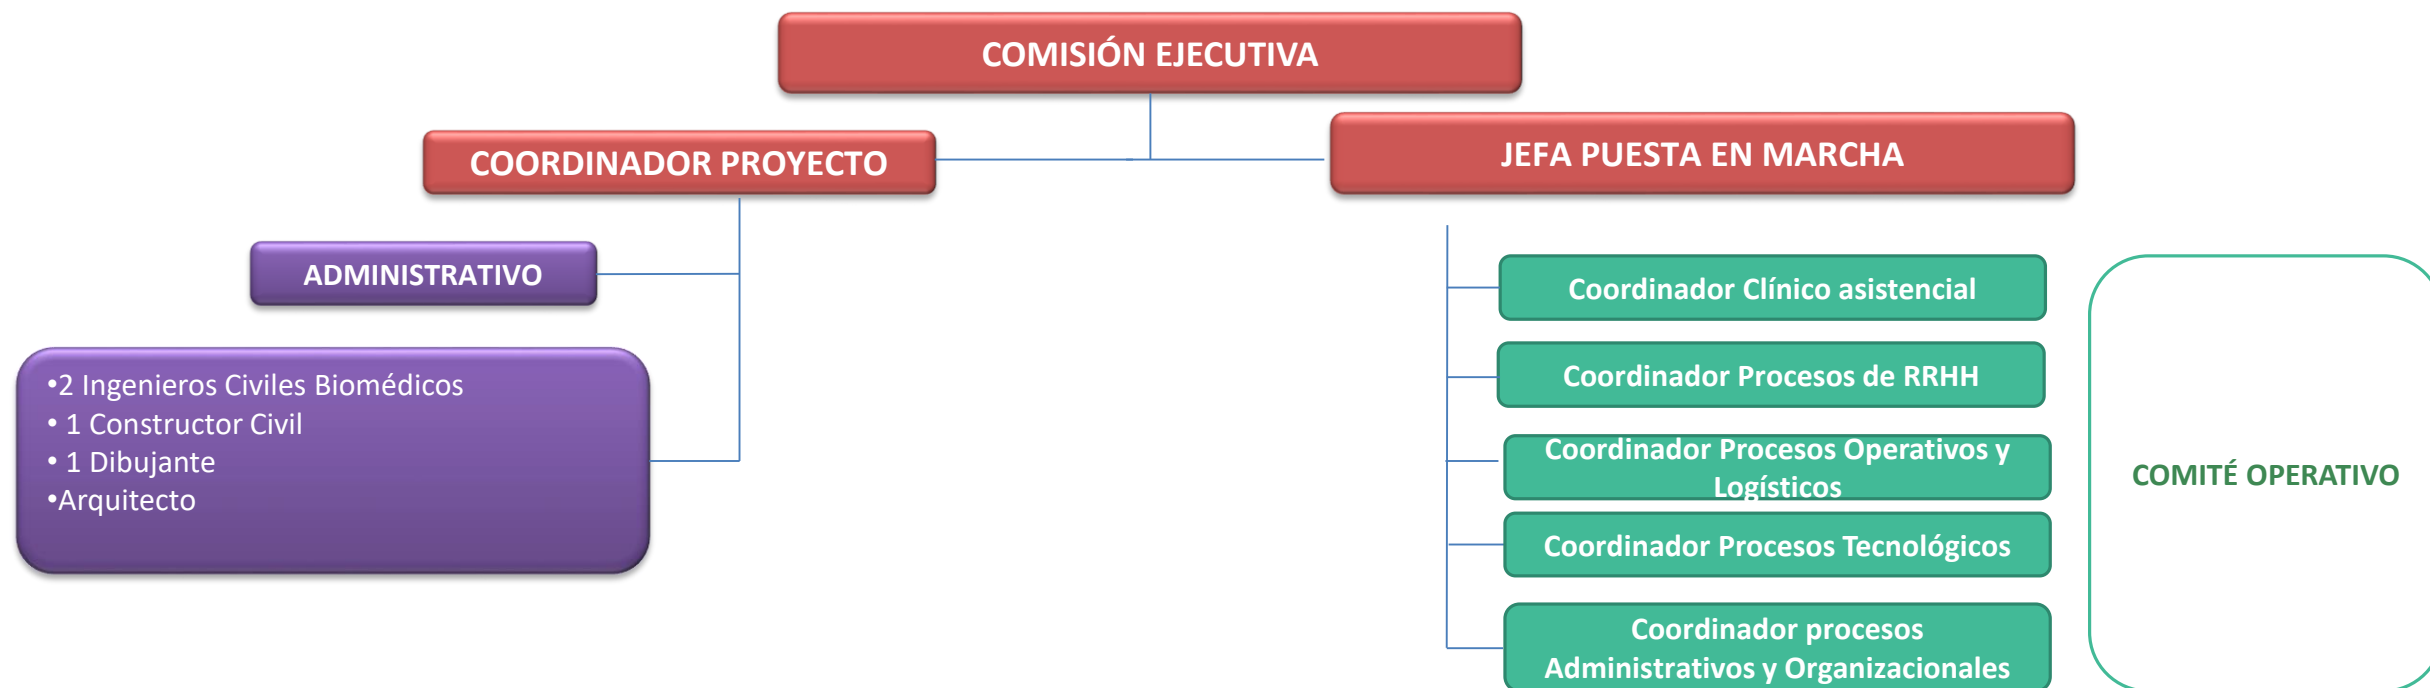 COMISIÓN EJECUTIVA
COORDINADOR PROYECTO
JEFA PUESTA EN MARCHA
ADMINISTRATIVO
•2 Ingenieros Civiles Biomédicos
• 1 Constructor Civil
• 1 Dibujante
•Arquitecto
Coordinador Clínico asistencial
Coordinador Procesos de RRHH
Coordinador Procesos Operativos y
Logísticos
Coordinador Procesos Tecnológicos
Coordinador procesos
Administrativos y Organizacionales
COMITÉ OPERATIVO